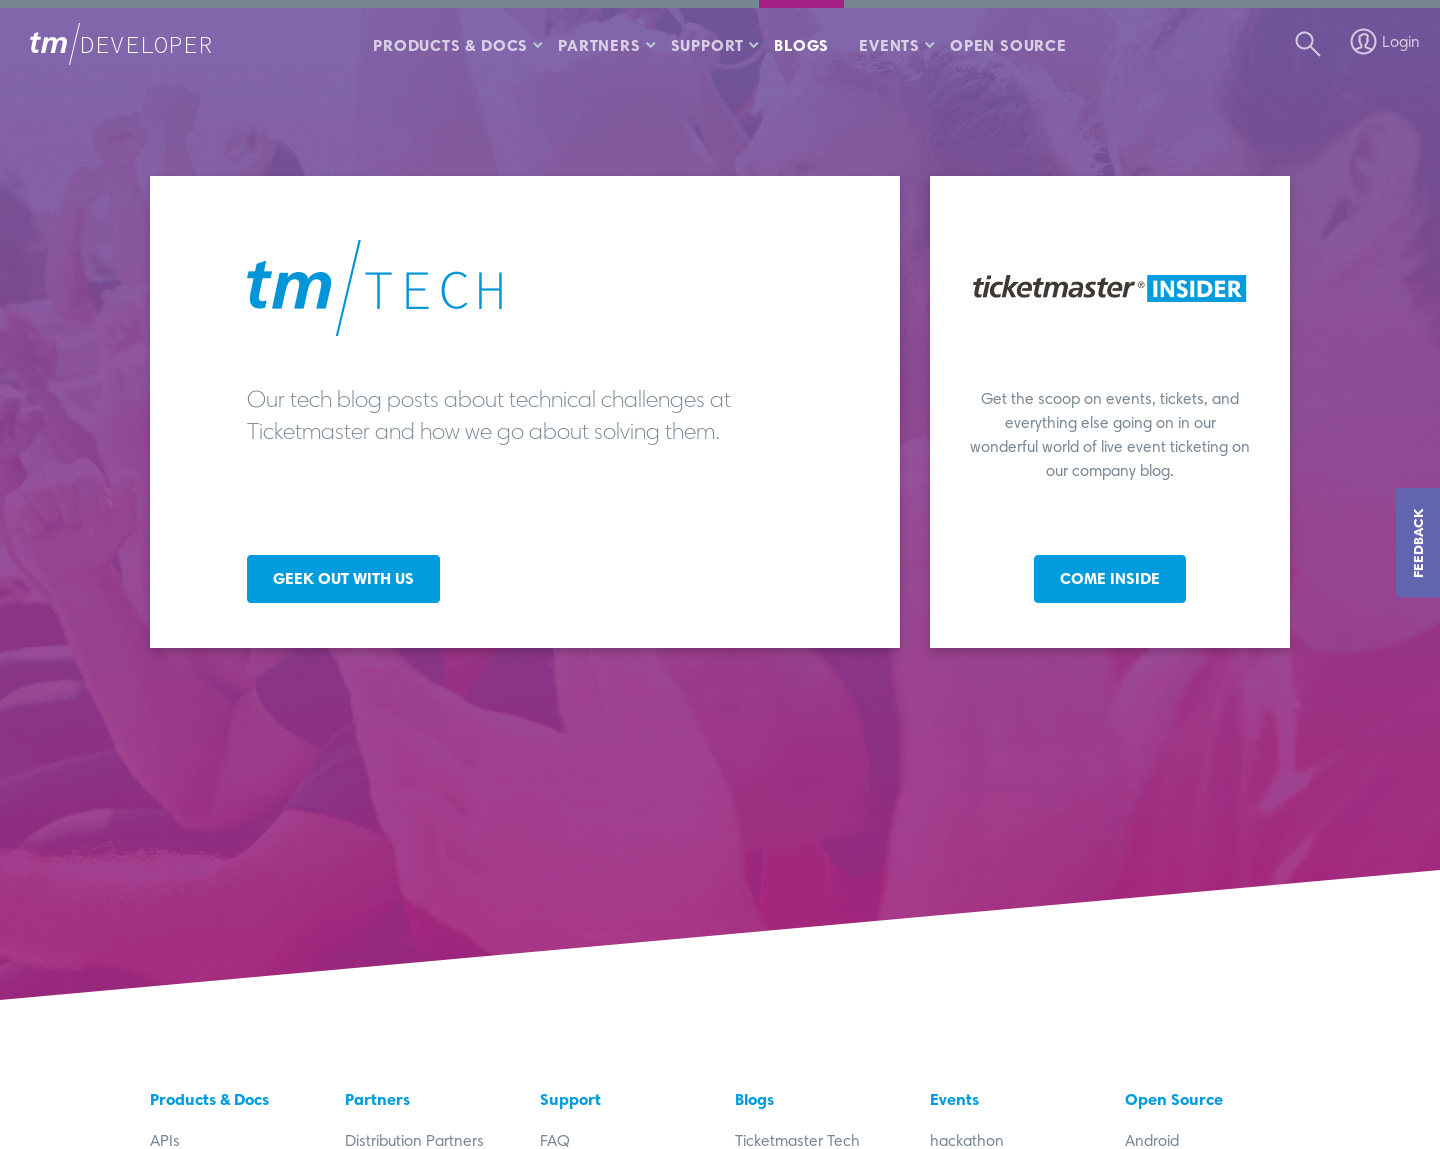 tm/DEVELOPER
PRODUCTS & DOCS
PARTNERS
SUPPORT
BLOGS
EVENTS
OPEN SOURCE
Login
tm/TECH
Our tech blog posts about technical challenges at
Ticketmaster and how we go about solving them.
GEEK OUT WITH US
ticketmaster® INSIDER
Get the scoop on events, tickets, and
everything else going on in our
wonderful world of live event ticketing on
our company blog.
COME INSIDE
FEEDBACK
Products & Docs
APIs
Partners
Distribution Partners
Support
FAQ
Blogs
Ticketmaster Tech
Events
hackathon
Open Source
Android